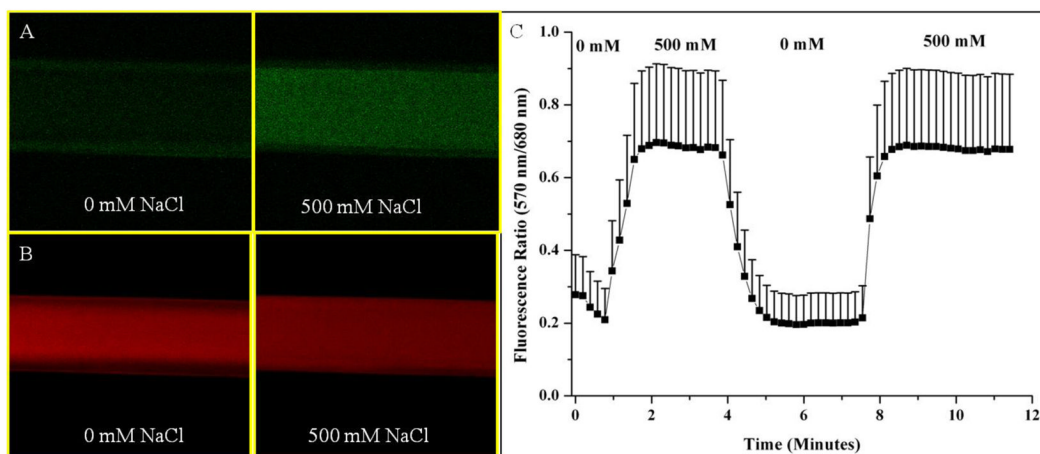 A
0 mM NaCl
500 mM NaCl
B
0 mM NaCl
500 mM NaCl
C
0 mM 500 mM 0 mM 500 mM
Fluorescence Ratio (570 nm/680 nm)
1.0
0.8
0.6
0.4
0.2
0.0
0 2 4 6 8 10 12
Time (Minutes)